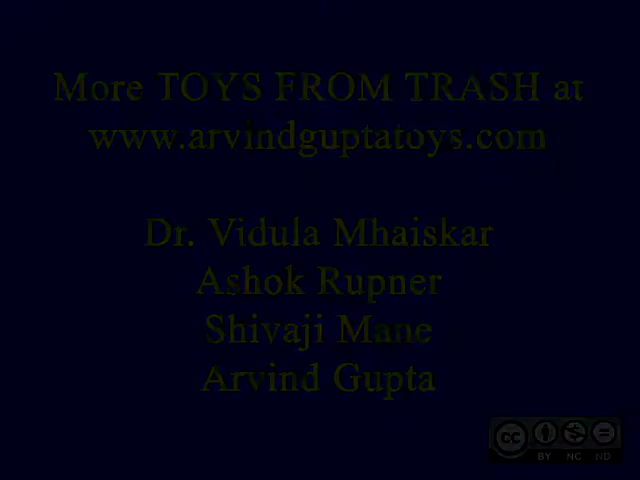 More TOYS FROM TRASH at
www.arvindguptatoys.com
Dr. Vidula Mhaiskar
Ashok Rupner
Shivaji Mane
Arvind Gupta
cc
BY NC ND